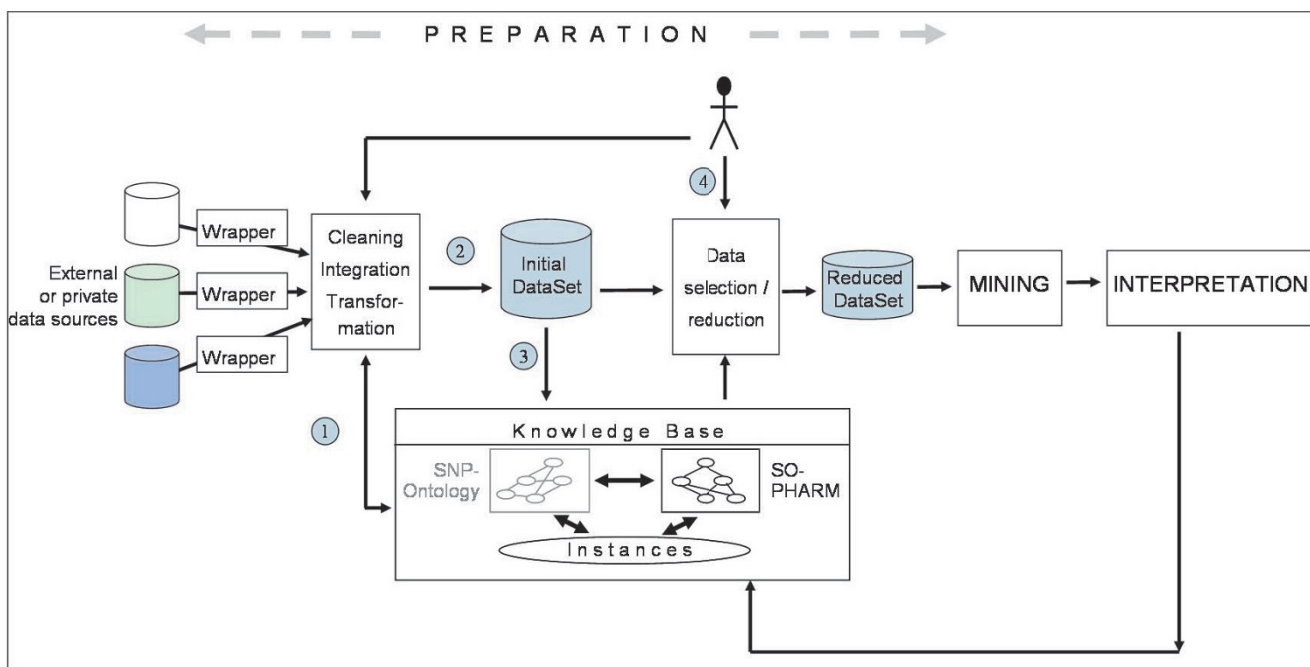 PREPARATION
4
Wrapper
Wrapper
Wrapper
External
or private
data sources
Cleaning
Integration
Transfor-
mation
2
Initial
DataSet
Data
selection /
reduction
Reduced
DataSet
MINING
INTERPRETATION
3
1
Knowledge Base
SNP-
Ontology
SO-
PHARM
Instances